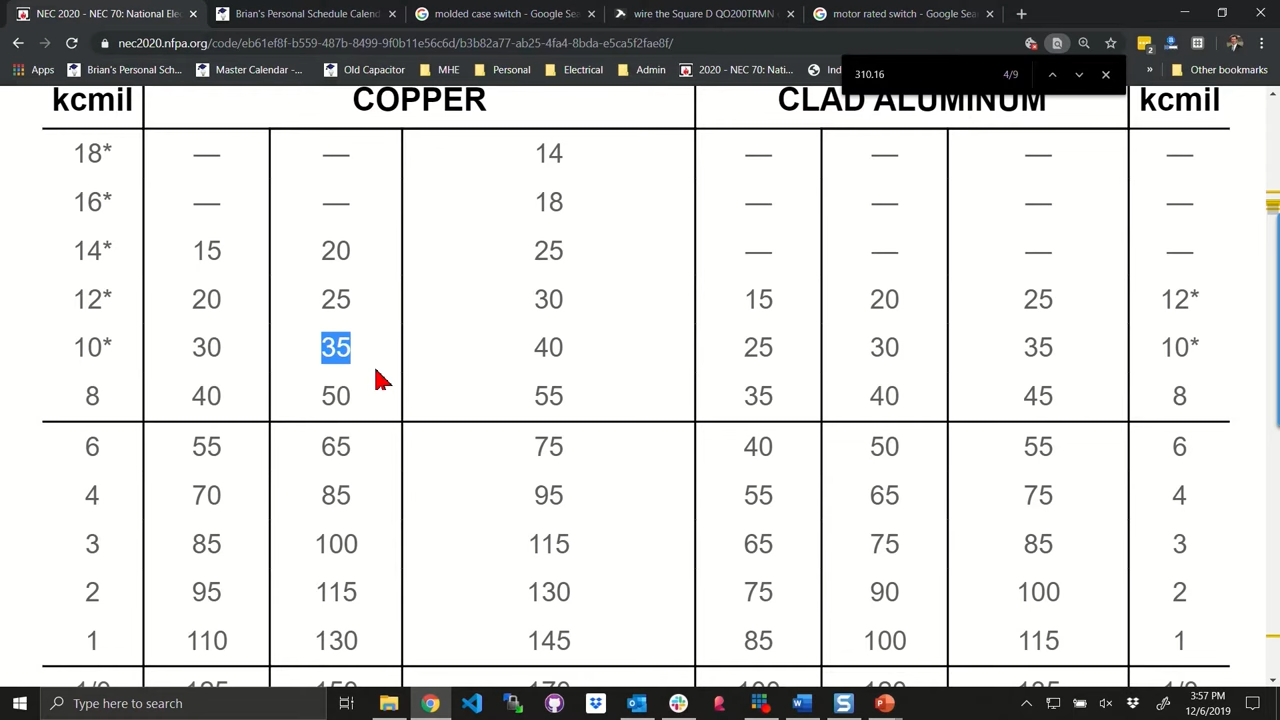 NEC 2020 (NFPA 70): National Ele
Brian's Personal Schedule Calend
molded case switch - Google Sea
wire the Square D QO200TRMN c
motor rated switch - Google Sea
nec2020.nfpa.org/code/eb61ef8f-b559-487b-8499-9f0b11e56c6d/b3b82a77-ab25-4fa4-8bda-e5ca5f2fae8f/
Apps
Brian's Personal Sch...
Master Calendar -...
Old Capacitor
MHE
Personal
Electrical
Admin
2020 - NEC 70: Nati...
Ind
»
Other bookmarks
310.16 4/9
kcmil COPPER CLAD ALUMINUM kcmil
18* — — 14 — — — —
16* — — 18 — — — —
14* 15 20 25 — — — —
12* 20 25 30 15 20 25 12*
10* 30 35 40 25 30 35 10*
8 40 50 55 35 40 45 8
6 55 65 75 40 50 55 6
4 70 85 95 55 65 75 4
3 85 100 115 65 75 85 3
2 95 115 130 75 90 100 2
1 110 130 145 85 100 115 1
Type here to search
3:57 PM
12/6/2019